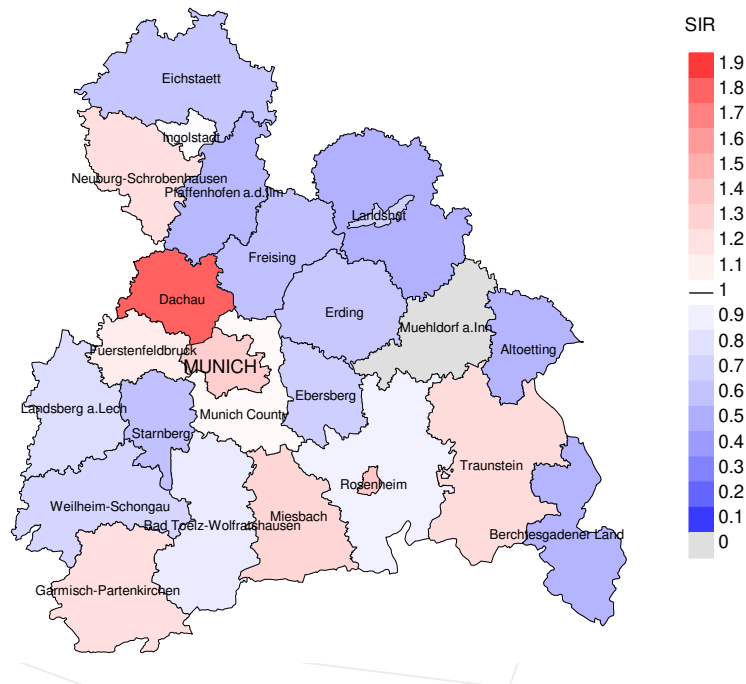 SIR
Eichstaett
Ingolstadt
Neuburg-Schrobenhausen
Pfaffenhofen a.d.Ilm
Landshut
Freising
Dachau
Erding
Muehldorf a.Inn
Altoetting
Fuerstenfeldbruck
MUNICH
Ebersberg
Landsberg a.Lech
Munich County
Starnberg
Traunstein
Rosenheim
Weilheim-Schongau
Miesbach
Bad Toelz-Wolfratshausen
Berchtesgadener Land
Garmisch-Partenkirchen
1.9
1.8
1.7
1.6
1.5
1.4
1.3
1.2
1.1
1
0.9
0.8
0.7
0.6
0.5
0.4
0.3
0.2
0.1
0